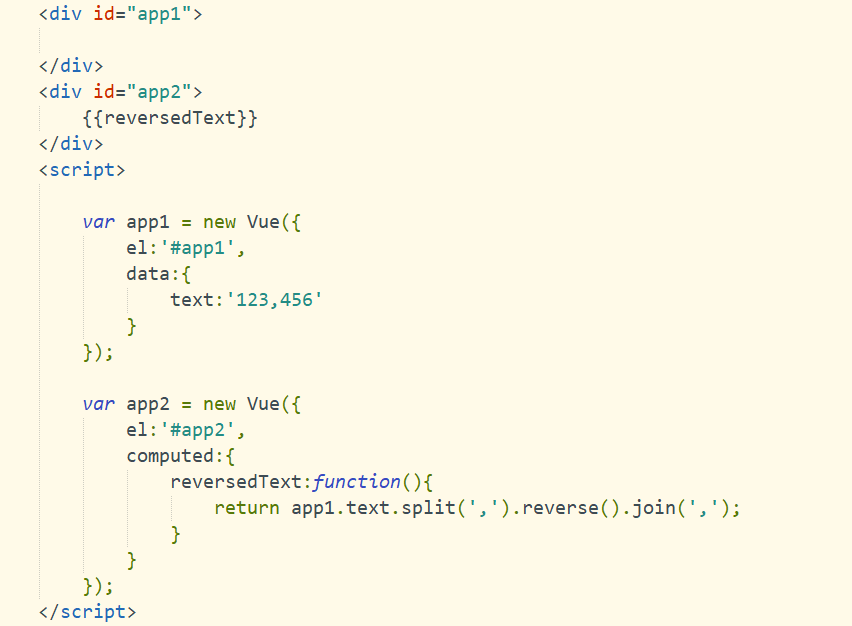 <div id="app1">

</div>
<div id="app2">
    {{reversedText}}
</div>
<script>

    var app1 = new Vue({
        el:'#app1',
        data:{
            text:'123,456'
        }
    });

    var app2 = new Vue({
        el:'#app2',
        computed:{
            reversedText:function(){
                return app1.text.split(',').reverse().join(',');
            }
        }
    });
</script>